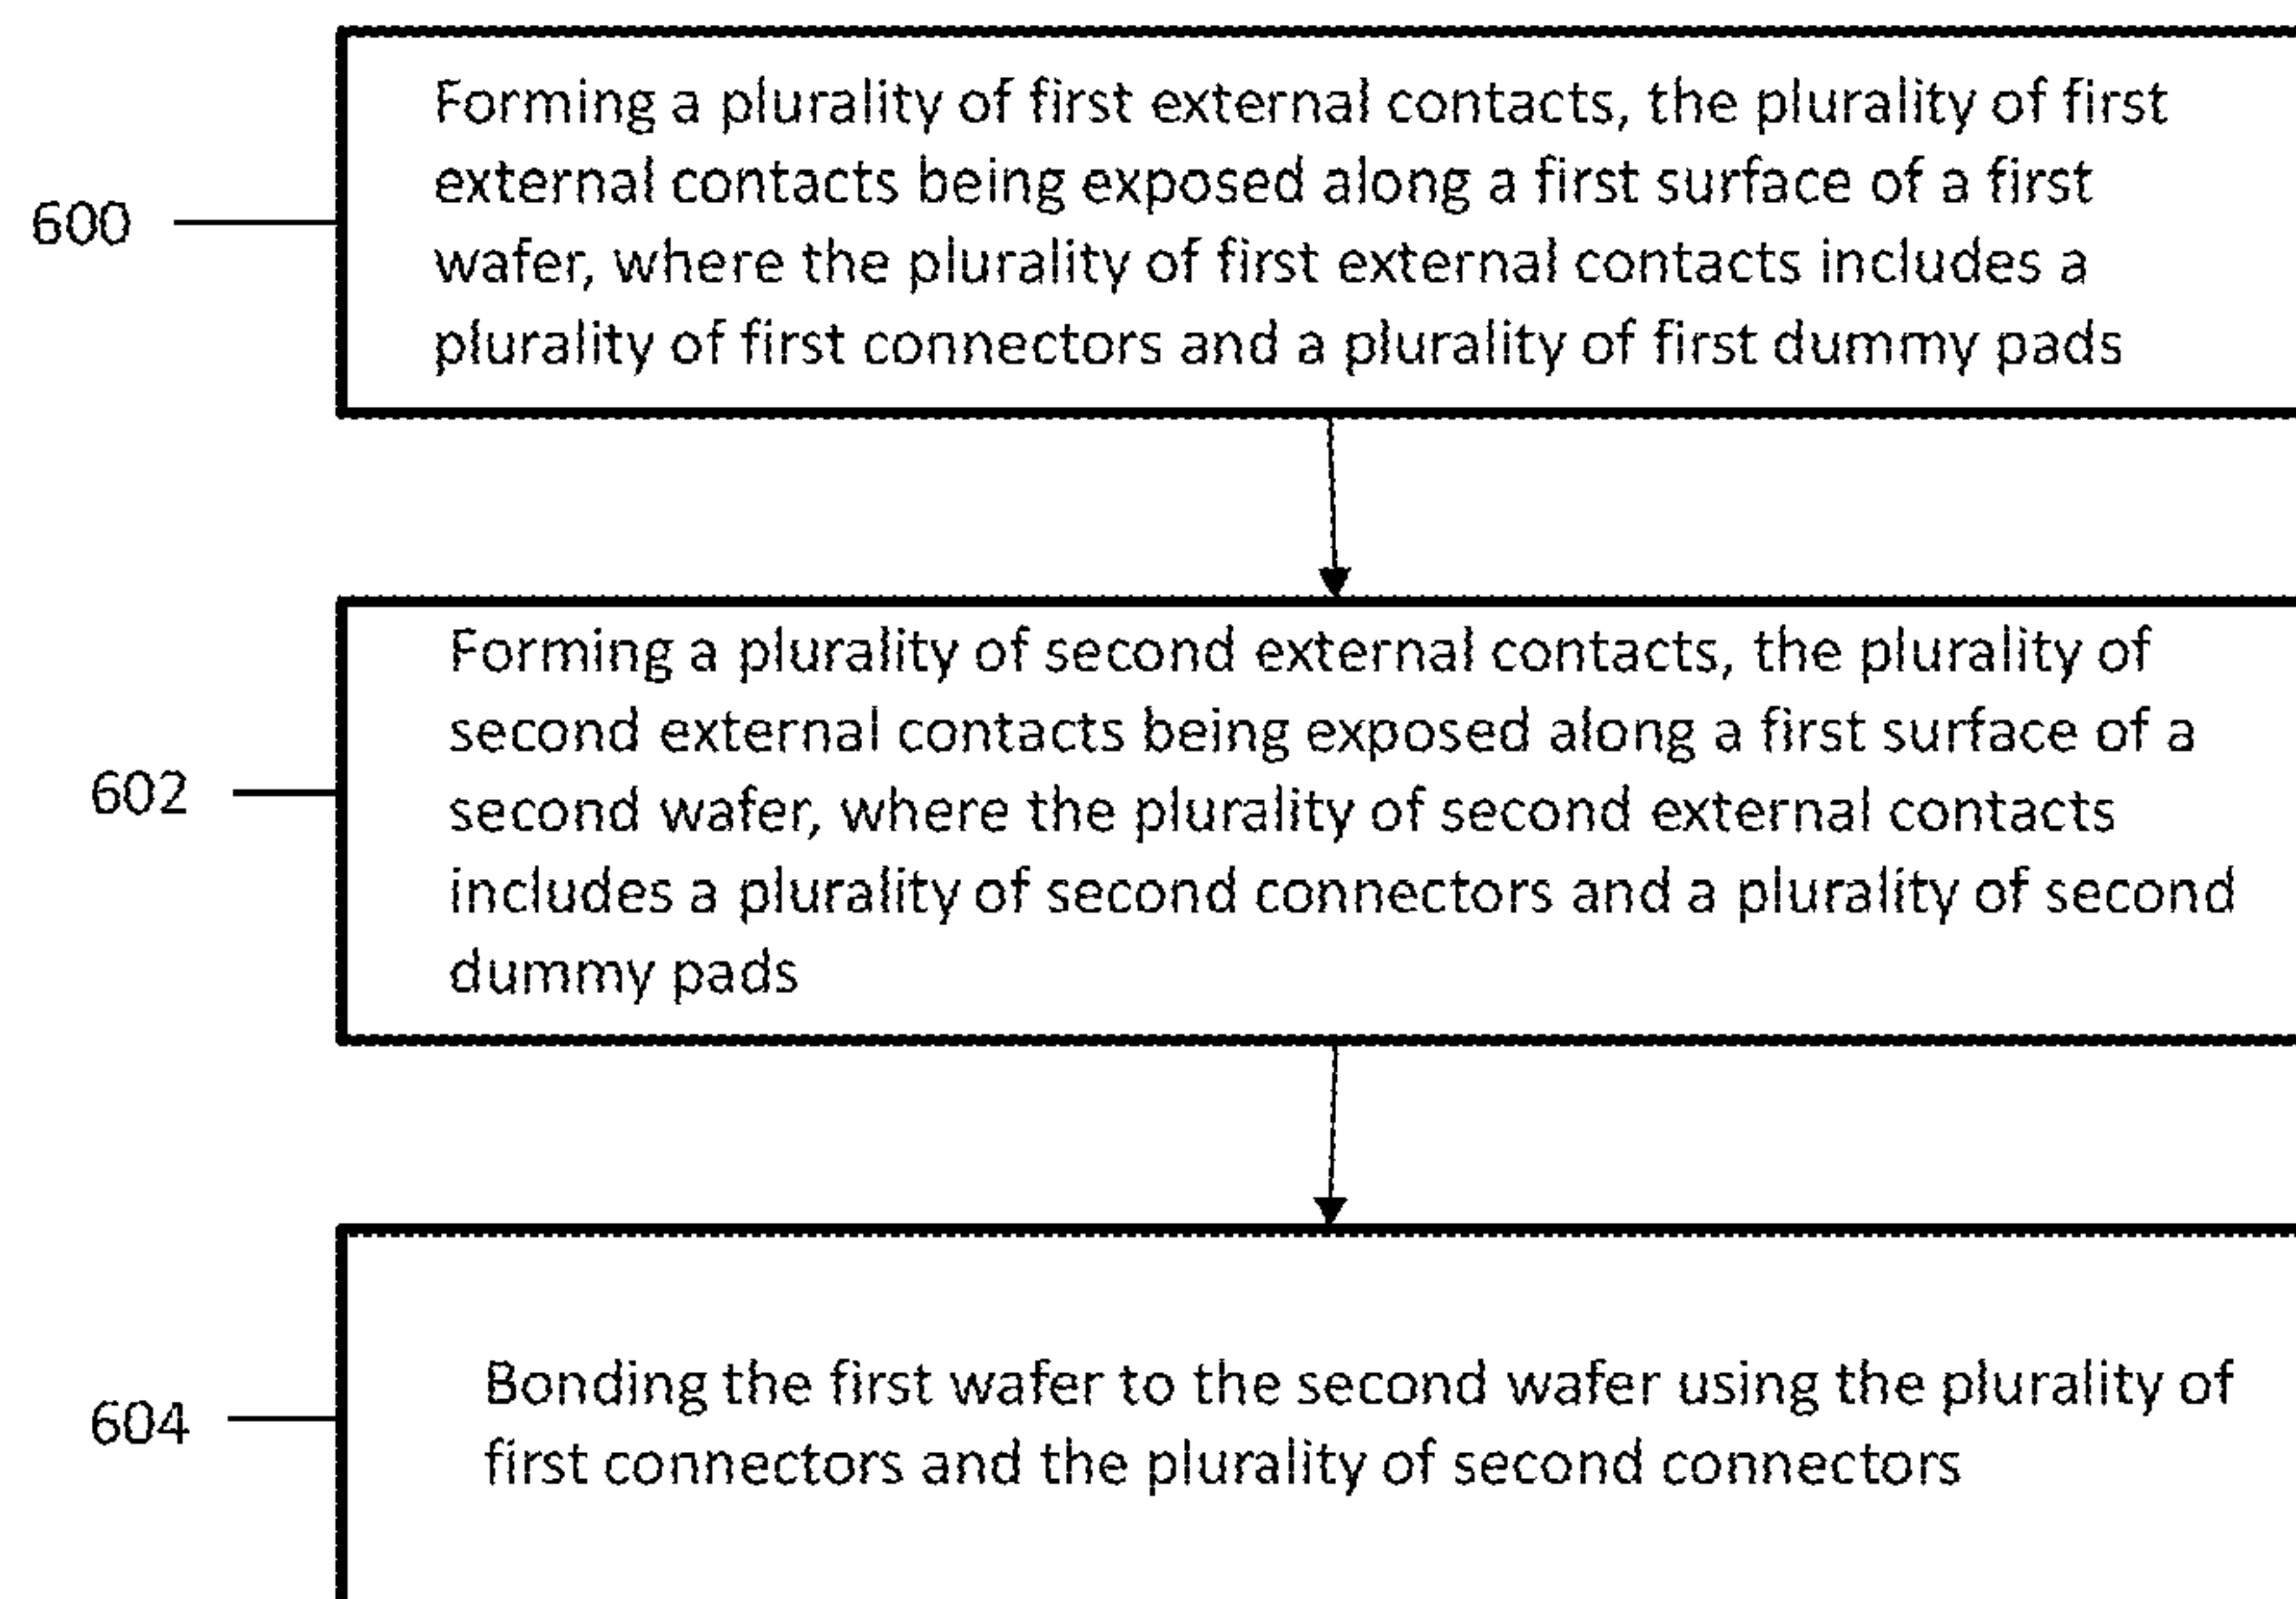 Forming a plurality of first external contacts, the plurality of first
external contacts being exposed along a first surface of a first
600
wafer, where the plurality of first external contacts includes a
plurality of first connectors and a plurality of first dummy pads
Forming a plurality of second external contacts, the plurality of
second external contacts being exposed along a first surface of a
602
second wafer, where the plurality of second external contacts
includes a plurality of second connectors and a plurality of second
dummy pads
Bonding the first wafer to the second wafer using the plurality of
604
first connectors and the plurality of second connectors